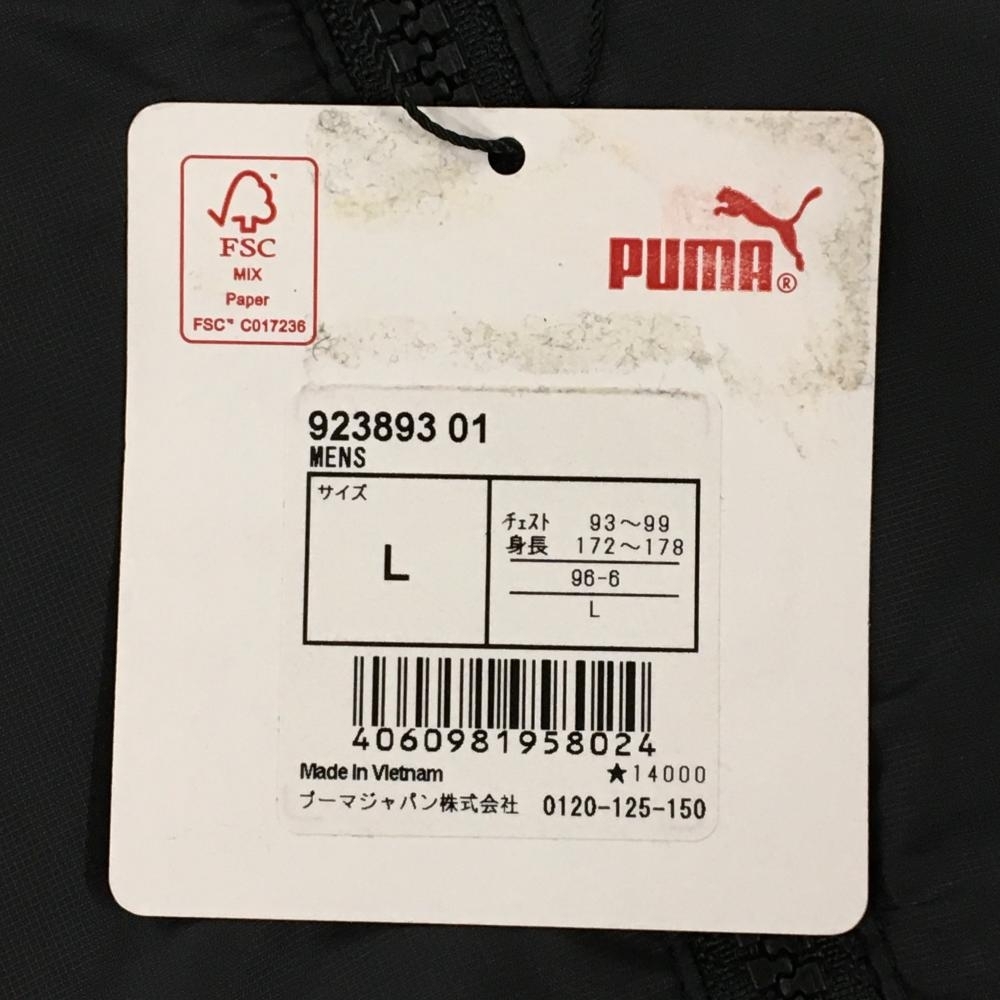 FSC
MIX
Paper
FSC™ C017236
PUMA®
923893 01
MENS
サイズ
L
チェスト 93～99
身長 172～178
96-6
L
4060981958024
Made in Vietnam ★14000
プーマジャパン株式会社 0120-125-150